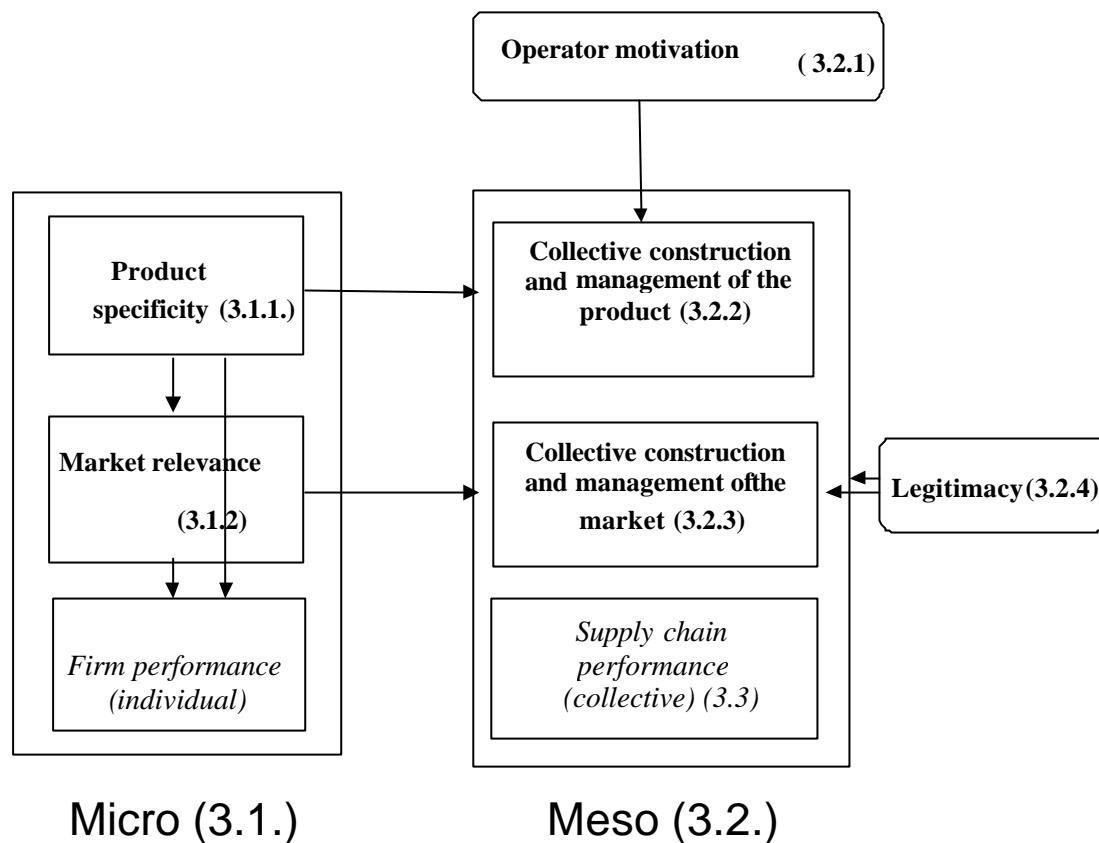 Operator motivation ( 3.2.1)
Product
specificity (3.1.1.)
Market relevance
(3.1.2)
Firm performance
(individual)
Micro (3.1.)
Collective construction
and management of the
product (3.2.2)
Collective construction
and management ofthe
market (3.2.3)
Supply chain
performance
(collective) (3.3)
Meso (3.2.)
Legitimacy (3.2.4)